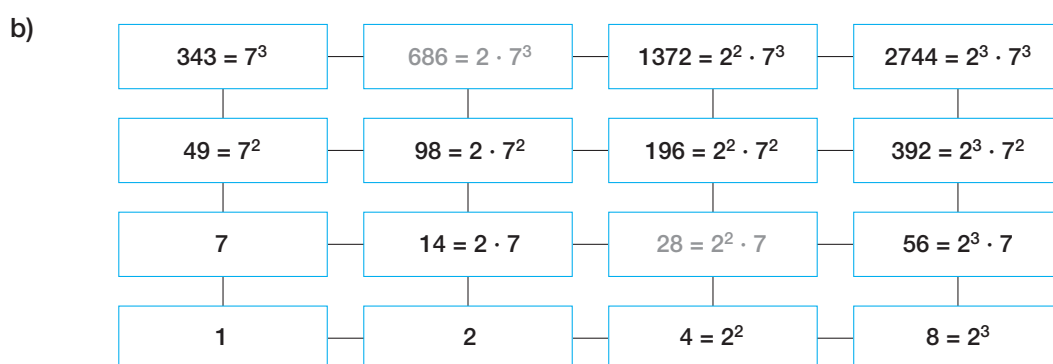 b)
343 = 7³ 686 = 2 · 7³ 1372 = 2² · 7³ 2744 = 2³ · 7³
49 = 7² 98 = 2 · 7² 196 = 2² · 7² 392 = 2³ · 7²
7 14 = 2 · 7 28 = 2² · 7 56 = 2³ · 7
1 2 4 = 2² 8 = 2³